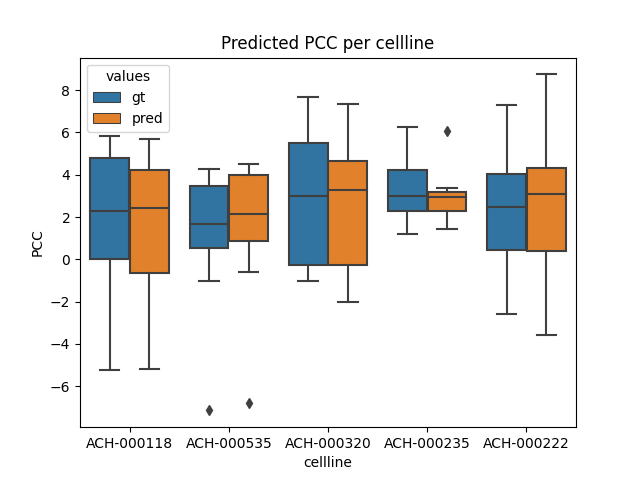 Predicted PCC per cellline
values
gt
pred
8
6
4
2
0
−2
−4
−6
PCC
ACH-000118 ACH-000535 ACH-000320 ACH-000235 ACH-000222
cellline